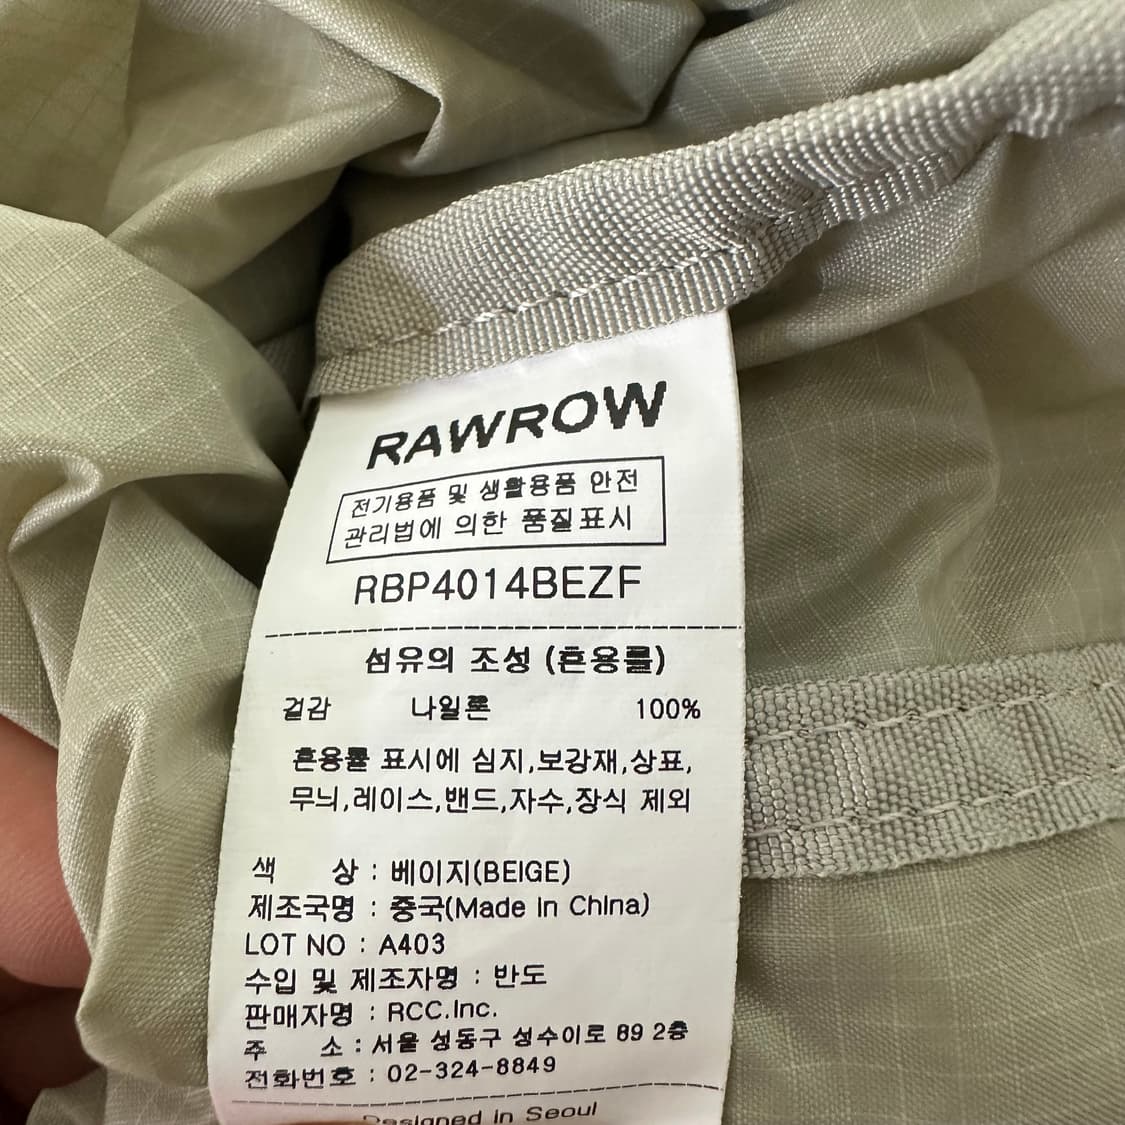 RAWROW
전기용품 및 생활용품 안전
관리법에 의한 품질표시
RBP4014BEZF
섬유의 조성 (혼용률)
겉감 나일론 100%
혼용률 표시에 심지,보강재,상표,
무늬,레이스,밴드,자수,장식 제외
색 상 : 베이지(BEIGE)
제조국명 : 중국(Made in China)
LOT NO : A403
수입 및 제조자명 : 반도
판매자명 : RCC.Inc.
주 소 : 서울 성동구 성수이로 89 2층
전화번호 : 02-324-8849
Designed in Seoul